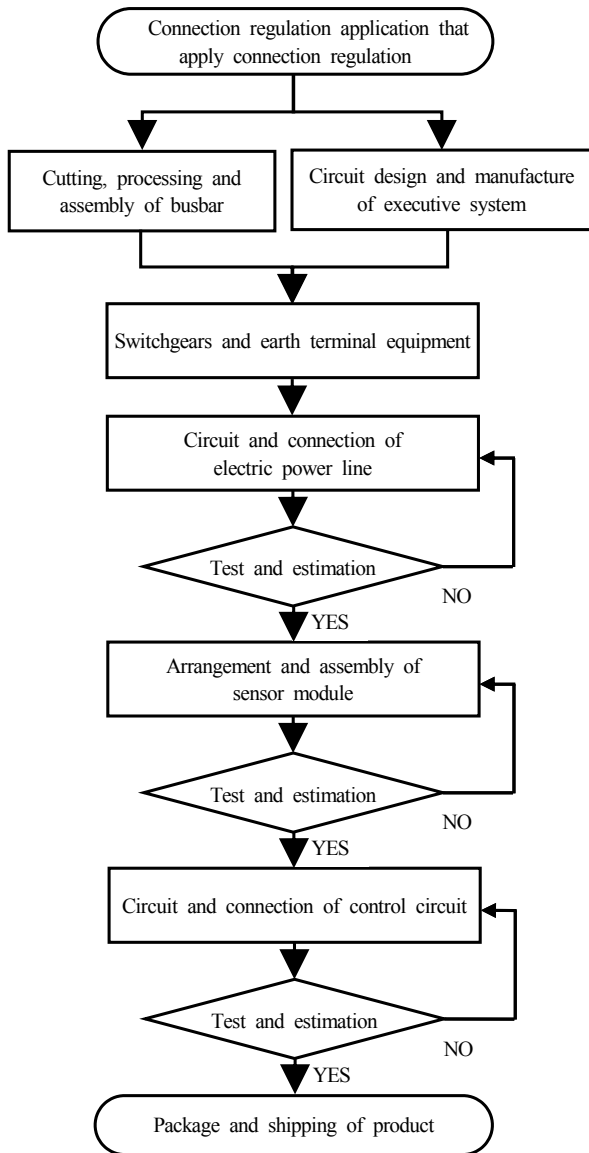 Connection regulation application that
apply connection regulation
Cutting, processing and
assembly of busbar
Circuit design and manufacture
of executive system
Switchgears and earth terminal equipment
Circuit and connection of
electric power line
Test and estimation
NO
YES
Arrangement and assembly of
sensor module
Test and estimation
NO
YES
Circuit and connection of control circuit
Test and estimation
NO
YES
Package and shipping of product